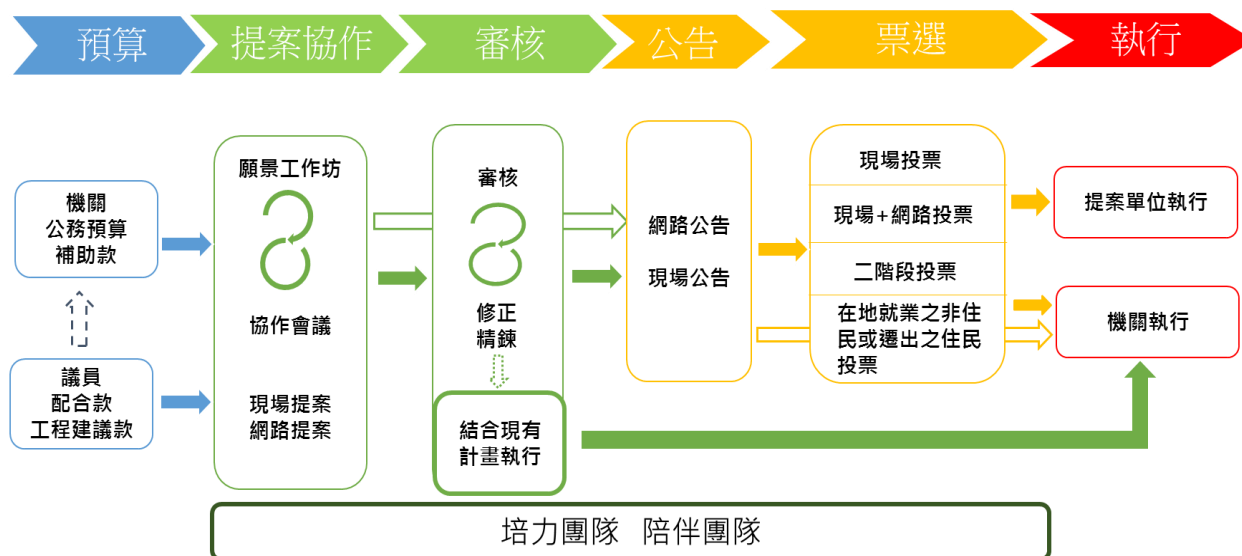 預算
提案協作
審核
公告
票選
執行
機關
公務預算
補助款
議員
配合款
工程建議款
願景工作坊
協作會議
現場提案
網路提案
審核
修正
精鍊
結合現有
計畫執行
網路公告
現場公告
現場投票
現場+網路投票
二階段投票
在地就業之非住
民或遷出之住民
投票
提案單位執行
機關執行
培力團隊 陪伴團隊